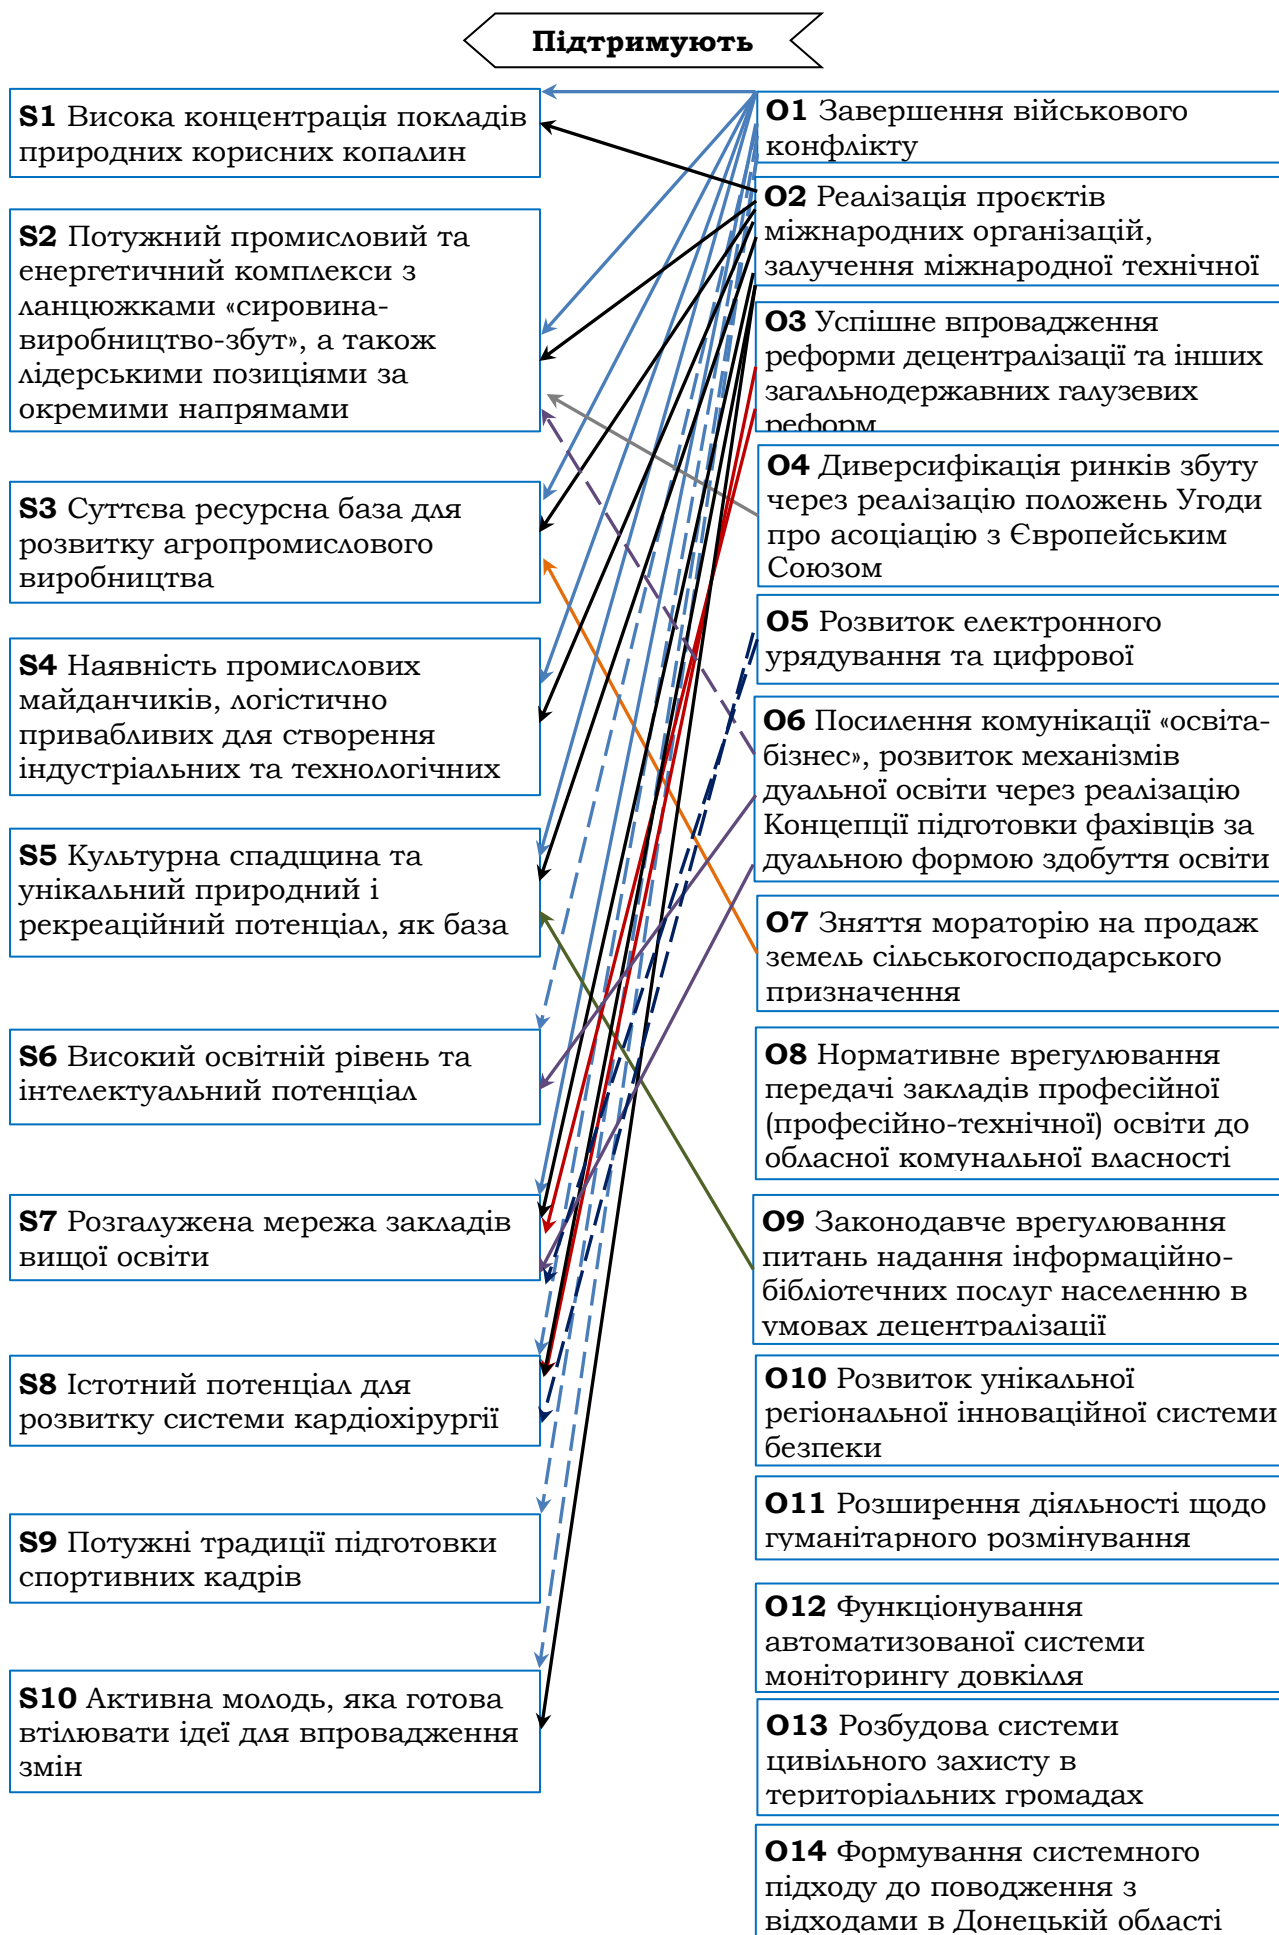 Підтримують
S1 Висока концентрація покладів
природних корисних копалин
S2 Потужний промисловий та
енергетичний комплекси з
ланцюжками «сировина-
виробництво-збут», а також
лідерськими позиціями за
окремими напрямами
S3 Суттєва ресурсна база для
розвитку агропромислового
виробництва
S4 Наявність промислових
майданчиків, логістично
привабливих для створення
індустріальних та технологічних
S5 Культурна спадщина та
унікальний природний і
рекреаційний потенціал, як база
S6 Високий освітній рівень та
інтелектуальний потенціал
S7 Розгалужена мережа закладів
вищої освіти
S8 Істотний потенціал для
розвитку системи кардіохірургії
S9 Потужні традиції підготовки
спортивних кадрів
S10 Активна молодь, яка готова
втілювати ідеї для впровадження
змін
O1 Завершення військового
конфлікту
O2 Реалізація проєктів
міжнародних організацій,
залучення міжнародної технічної
O3 Успішне впровадження
реформи децентралізації та інших
загальнодержавних галузевих
реформ
O4 Диверсифікація ринків збуту
через реалізацію положень Угоди
про асоціацію з Європейським
Союзом
O5 Розвиток електронного
урядування та цифрової
O6 Посилення комунікації «освіта-
бізнес», розвиток механізмів
дуальної освіти через реалізацію
Концепції підготовки фахівців за
дуальною формою здобуття освіти
O7 Зняття мораторію на продаж
земель сільськогосподарського
призначення
O8 Нормативне врегулювання
передачі закладів професійної
(професійно-технічної) освіти до
обласної комунальної власності
O9 Законодавче врегулювання
питань надання інформаційно-
бібліотечних послуг населенню в
умовах децентралізації
O10 Розвиток унікальної
регіональної інноваційної системи
безпеки
O11 Розширення діяльності щодо
гуманітарного розмінування
O12 Функціонування
автоматизованої системи
моніторингу довкілля
O13 Розбудова системи
цивільного захисту в
територіальних громадах
O14 Формування системного
підходу до поводження з
відходами в Донецькій області